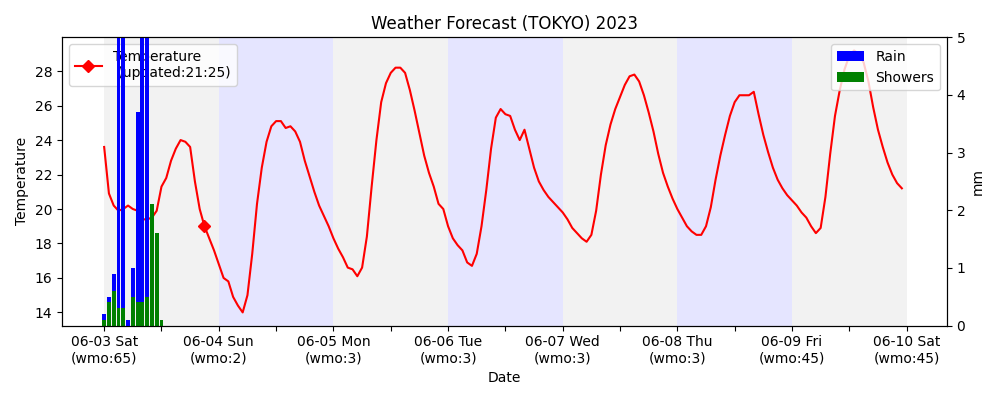 Weather Forecast (TOKYO) 2023
Temperature
(updated:21:25)
Rain
Showers
Temperature
28
26
24
22
20
18
16
14
5
4
3
2
1
0
mm
06-03 Sat
(wmo:65)
06-04 Sun
(wmo:2)
06-05 Mon
(wmo:3)
06-06 Tue
(wmo:3)
06-07 Wed
(wmo:3)
06-08 Thu
(wmo:3)
06-09 Fri
(wmo:45)
06-10 Sat
(wmo:45)
Date